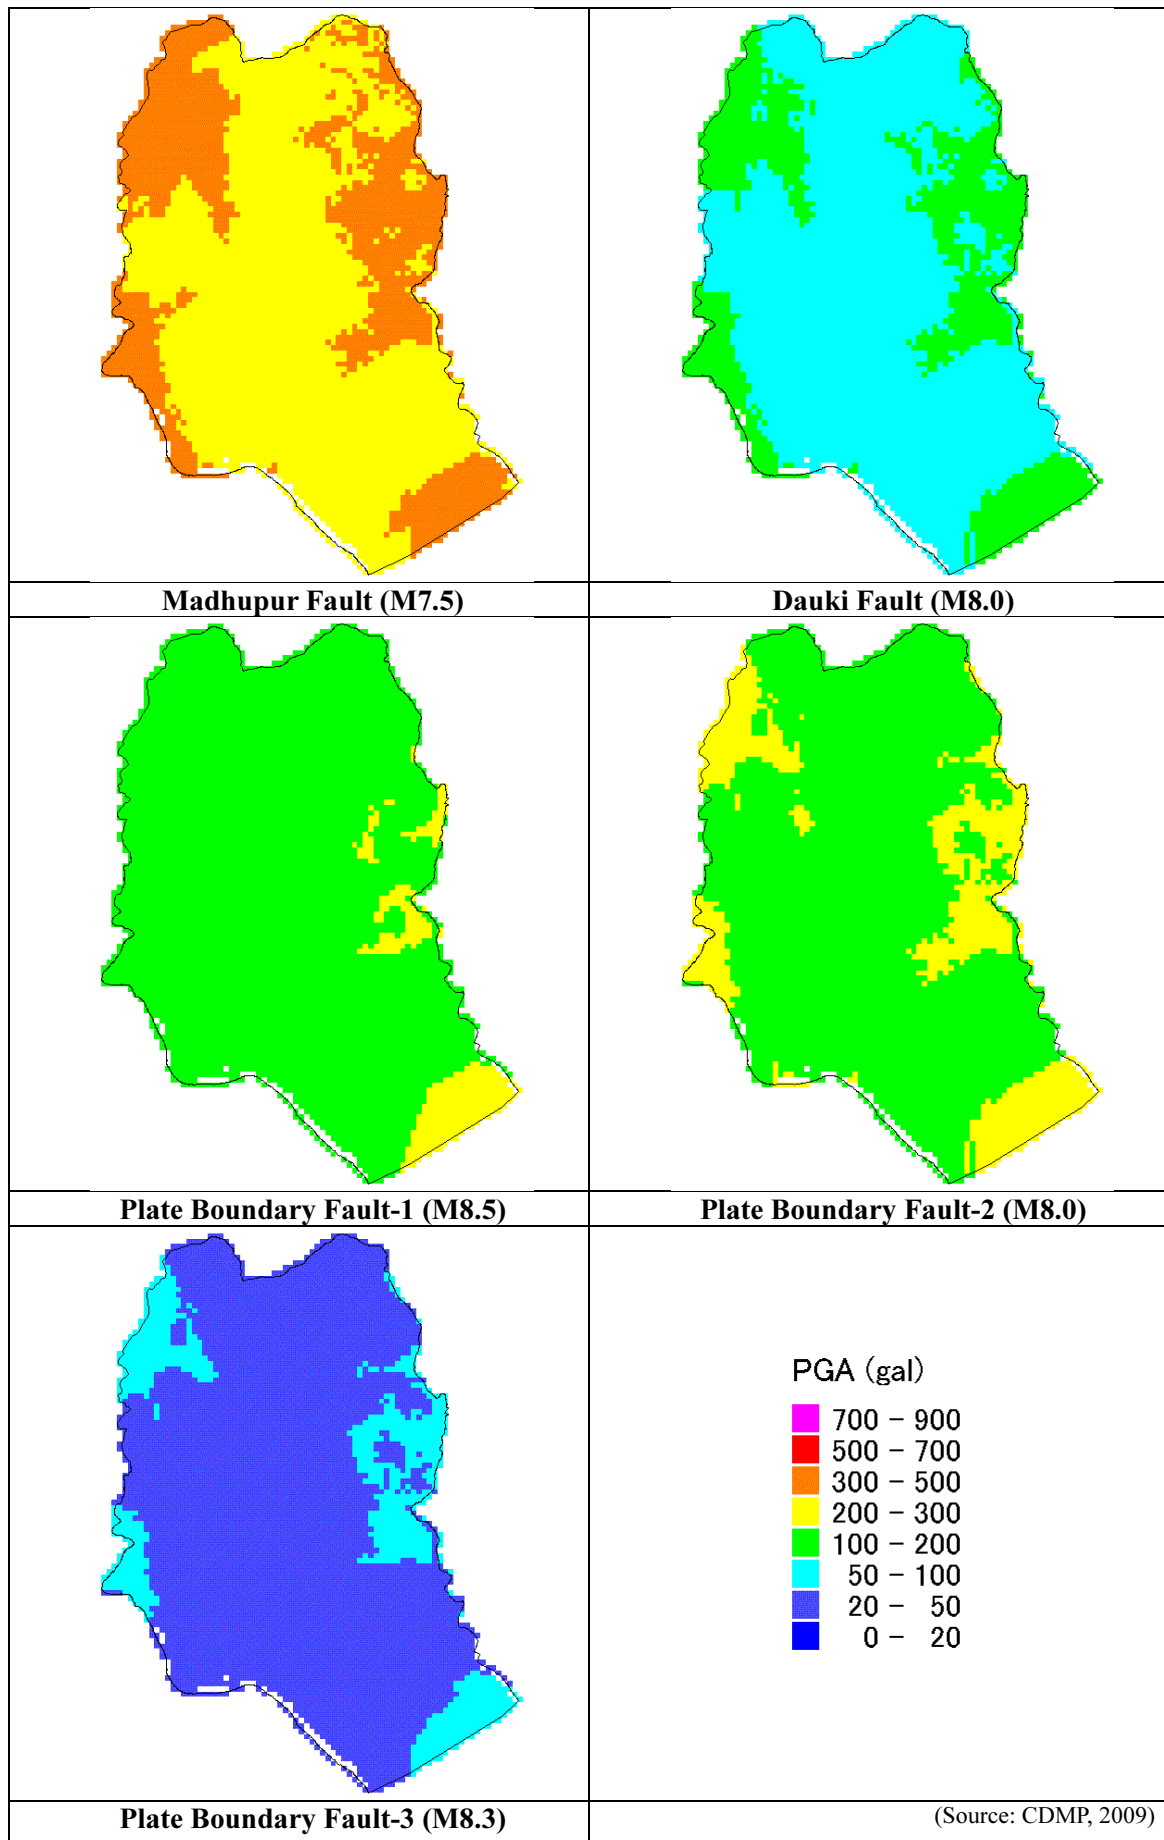 Madhupur Fault (M7.5)
Dauki Fault (M8.0)
Plate Boundary Fault-1 (M8.5)
Plate Boundary Fault-2 (M8.0)
PGA (gal)
700 - 900
500 - 700
300 - 500
200 - 300
100 - 200
50 - 100
20 - 50
0 - 20
Plate Boundary Fault-3 (M8.3)
(Source: CDMP, 2009)